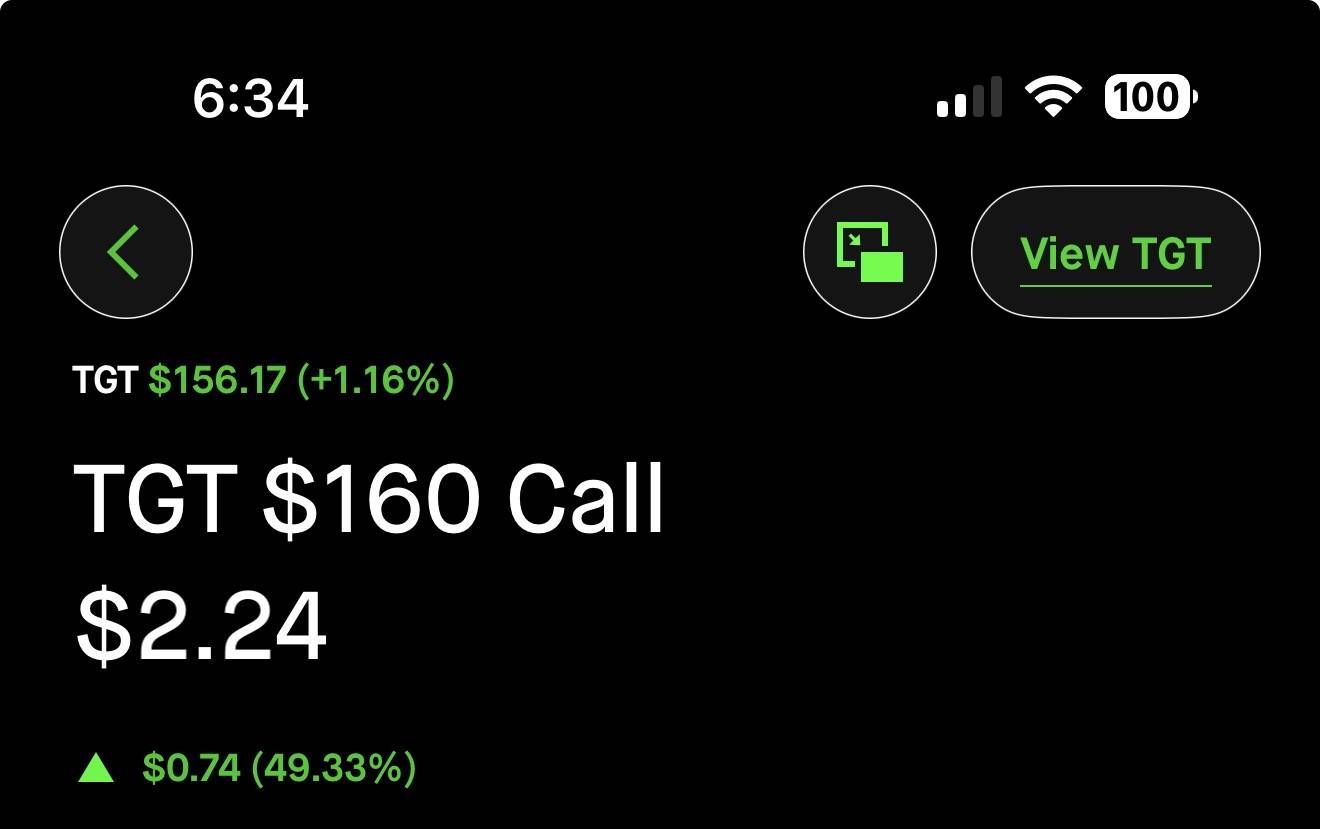 6:34 100
View TGT
TGT $156.17 (+1.16%)
TGT $160 Call
$2.24
▲ $0.74 (49.33%)